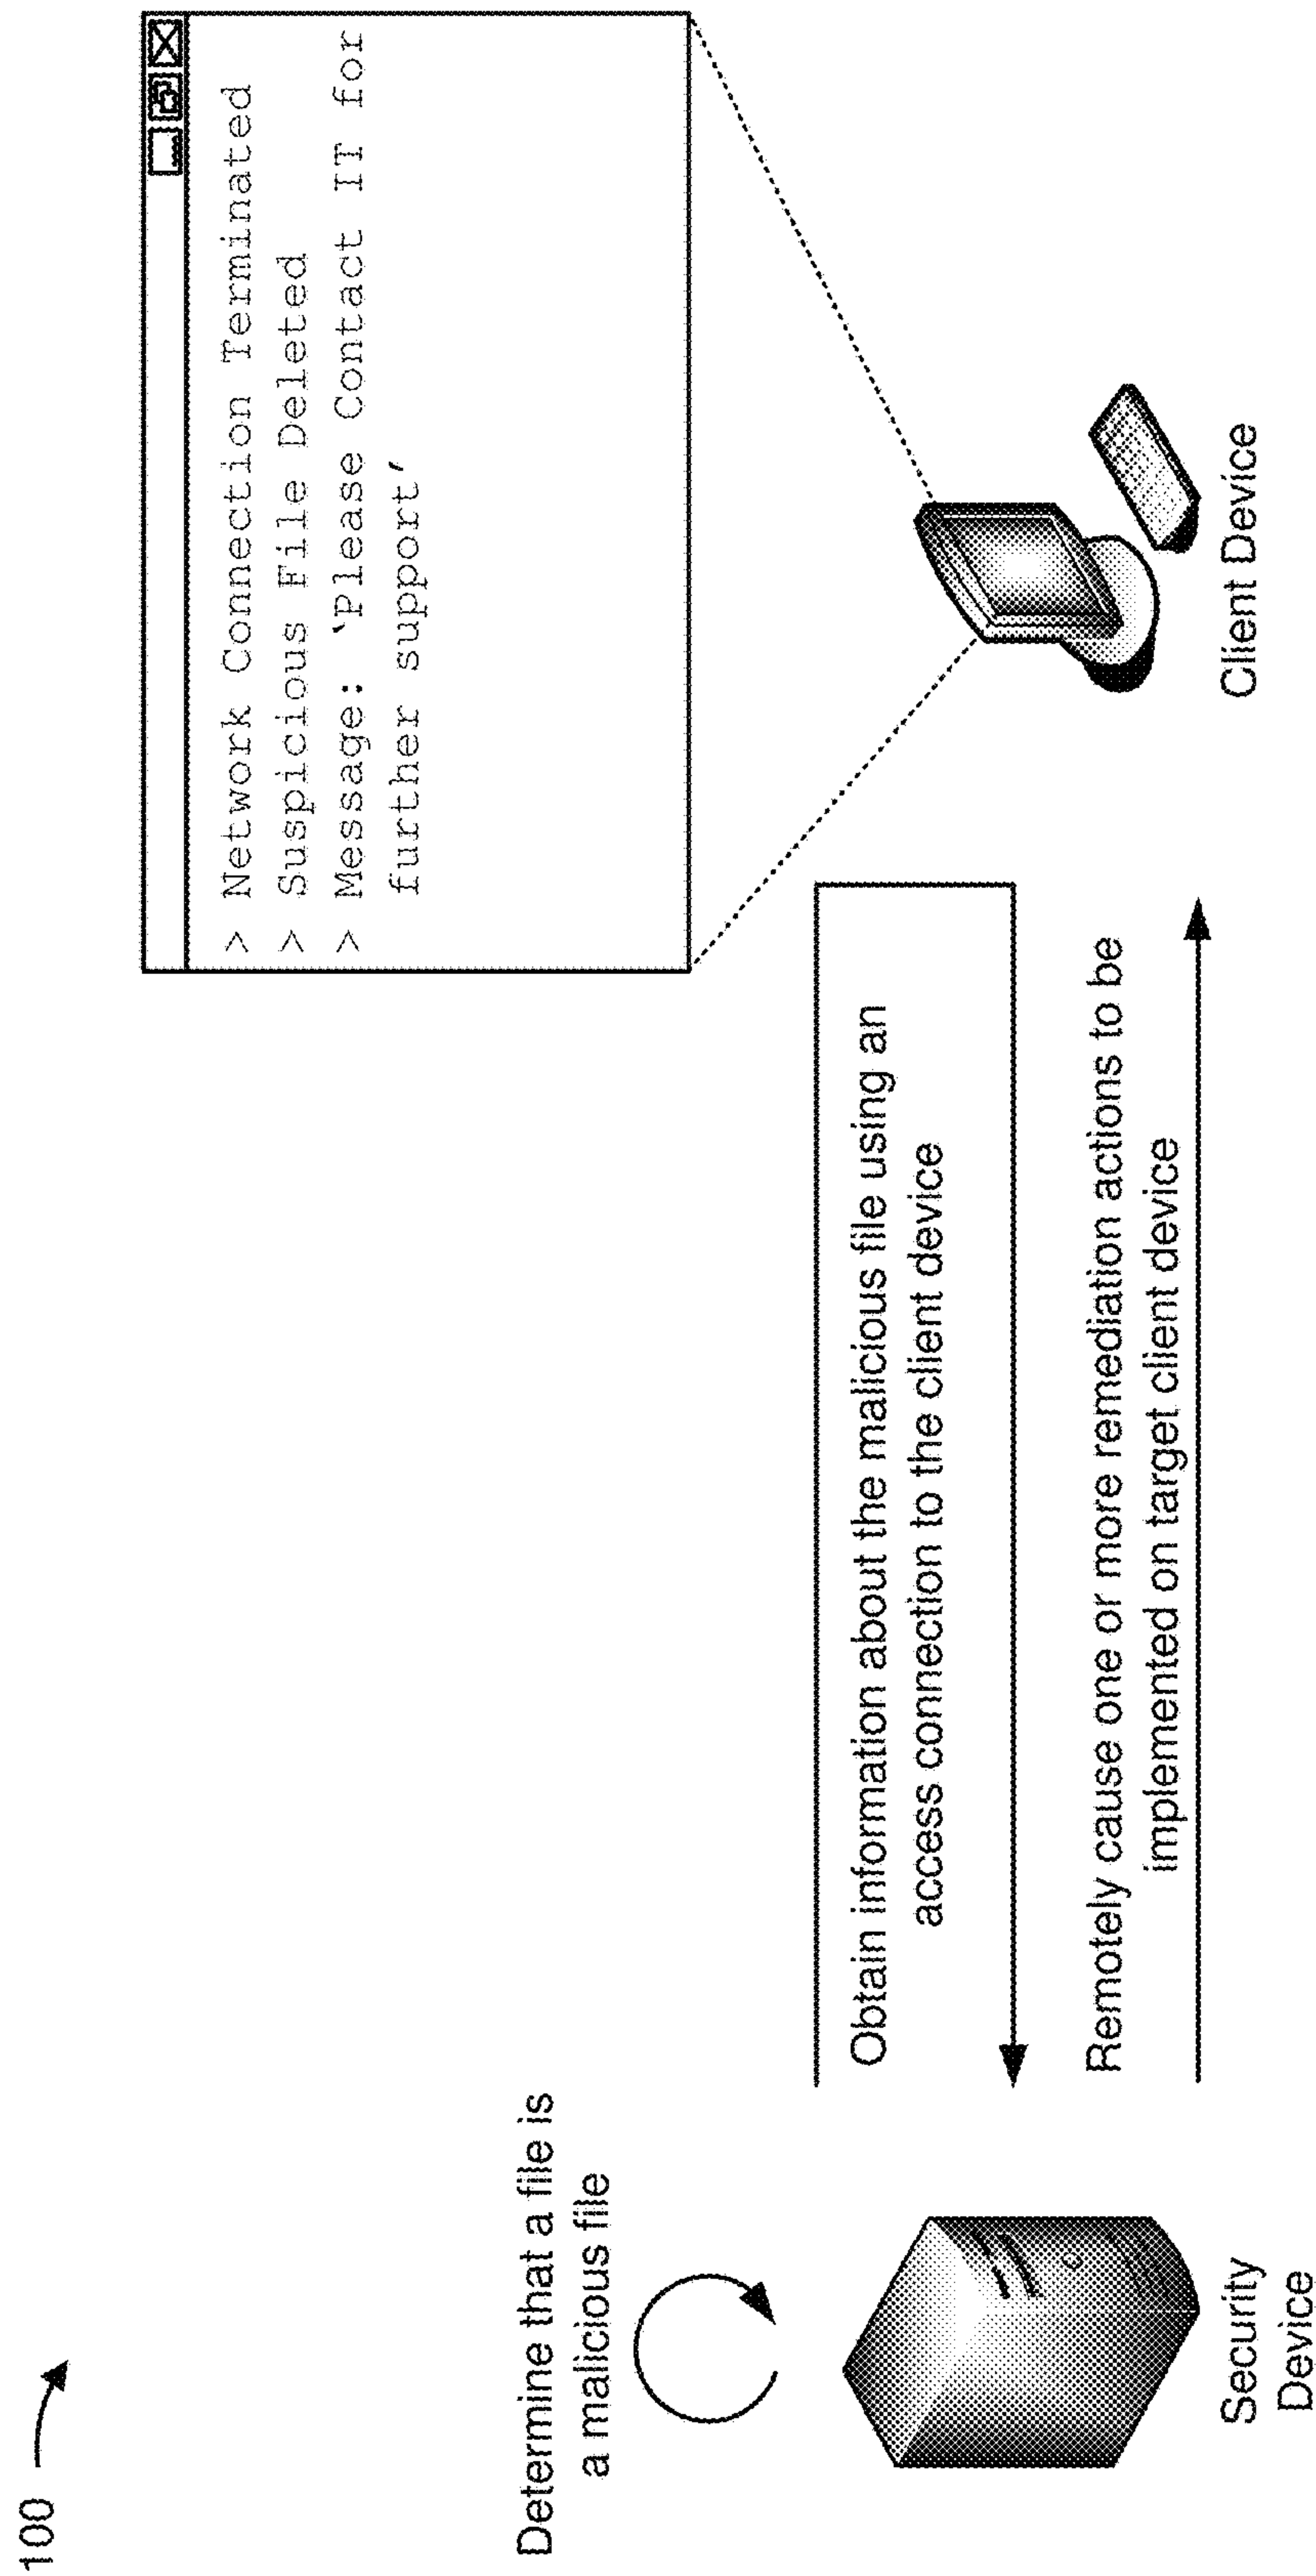 100
> Network Connection Terminated
> Suspicious File Deleted
> Message: ‘Please Contact IT for
further support’
Determine that a file is
a malicious file
Obtain information about the malicious file using an
access connection to the client device
Remotely cause one or more remediation actions to be
implemented on target client device
Security
Device
Client Device